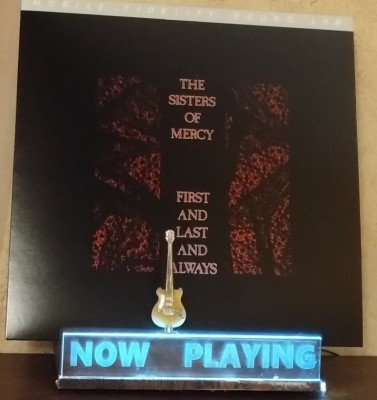 MOBILE FIDELITY SOUND LAB
THE
SISTERS
OF
MERCY
FIRST
AND
LAST
AND
ALWAYS
NOW PLAYING